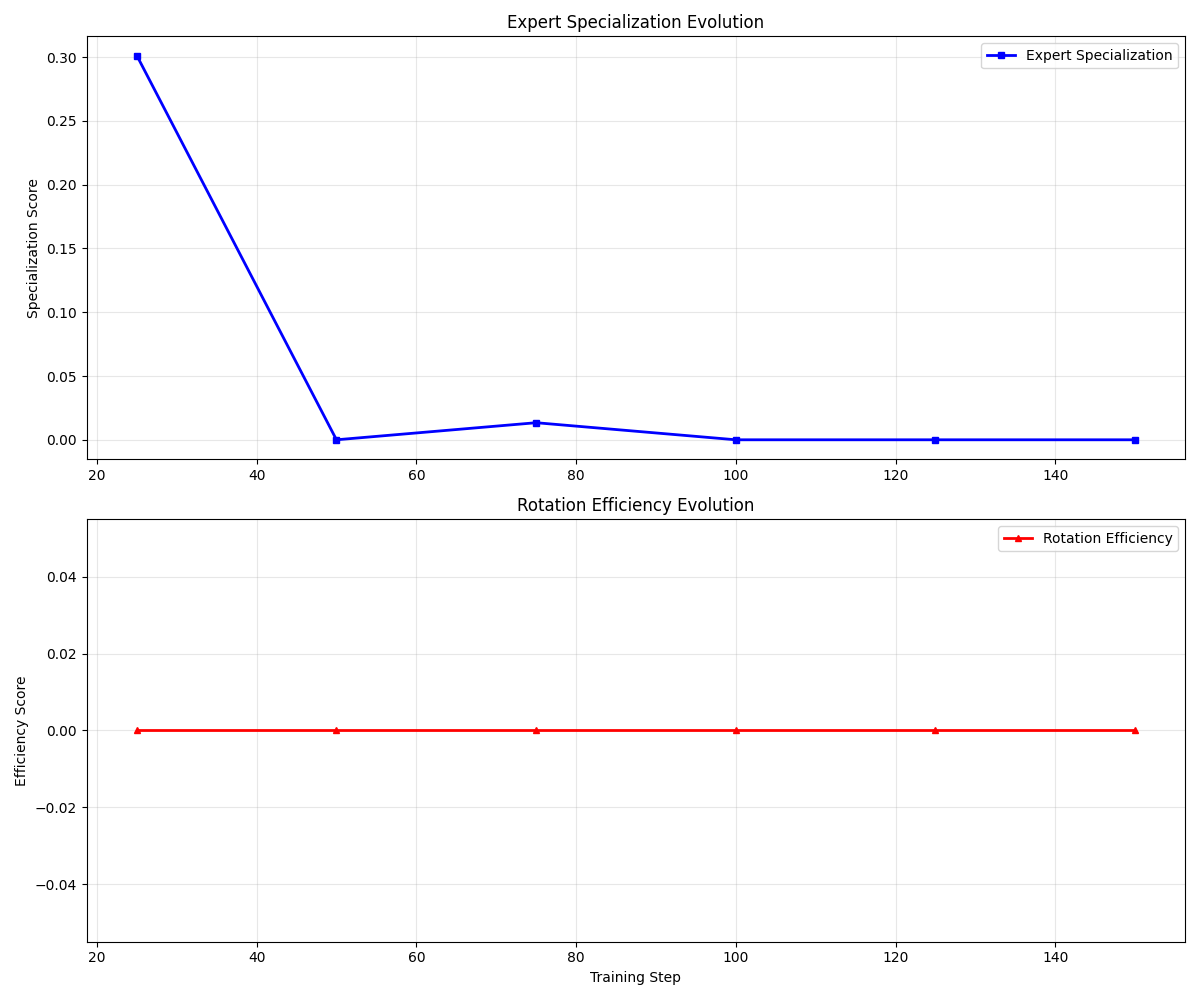 Expert Specialization Evolution
Expert Specialization
0.30
0.25
0.20
0.15
0.10
0.05
0.00
Specialization Score
20 40 60 80 100 120 140
Rotation Efficiency Evolution
Rotation Efficiency
0.04
0.02
0.00
−0.02
−0.04
Efficiency Score
20 40 60 80 100 120 140
Training Step